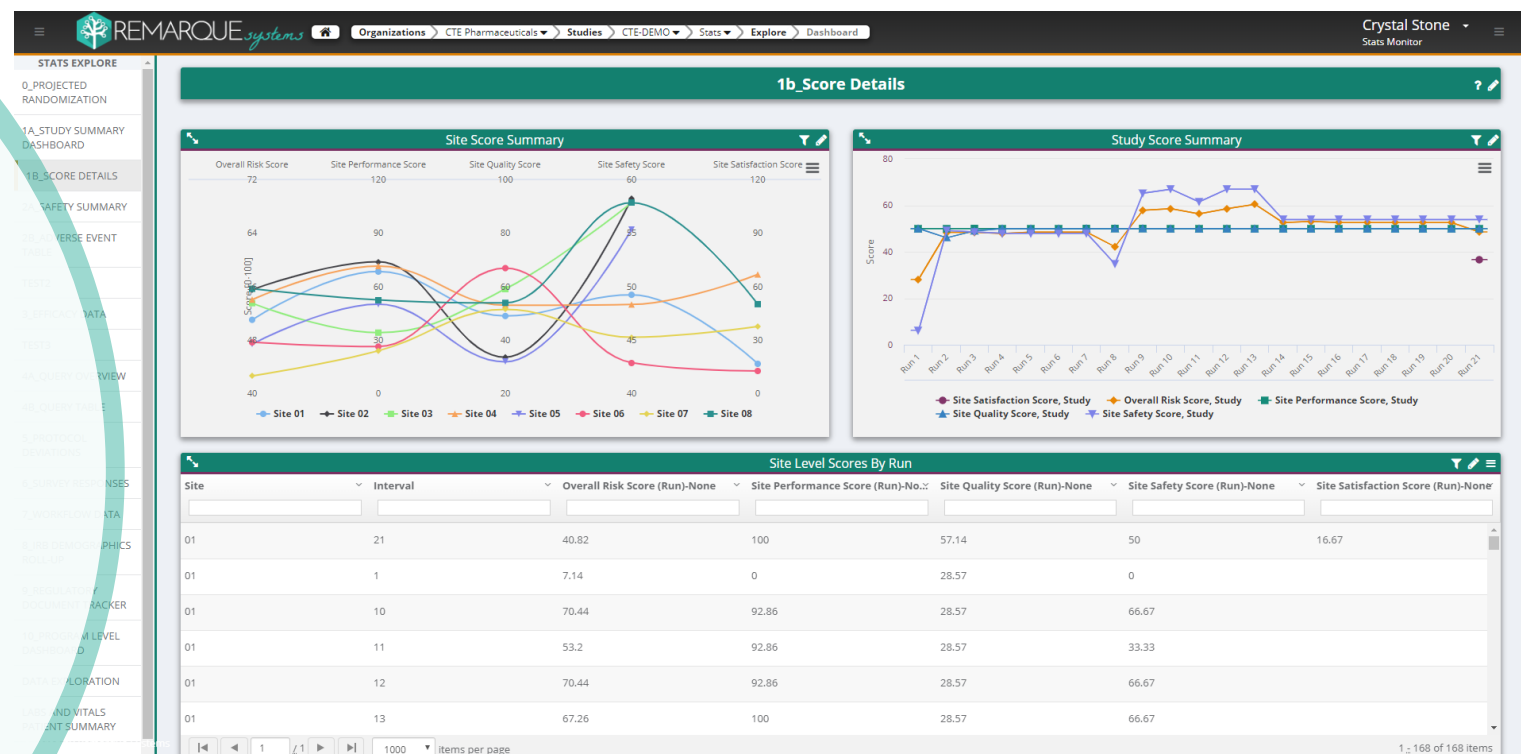 REMARQUE systems
Organizations CTE Pharmaceuticals Studies CTE-DEMO Stats Explore Dashboard
Crystal Stone
Stats Monitor
STATS EXPLORE
0_PROJECTED
RANDOMIZATION
1A_STUDY SUMMARY
DASHBOARD
1B_SCORE DETAILS
SAFETY SUMMARY
1b_Score Details
?
Site Score Summary
Overall Risk Score Site Performance Score Site Quality Score Site Safety Score Site Satisfaction Score
72 120 100 60 120
64 90 80 55 90
56 60 60 50 60
48 30 40 45 30
40 0 20 40 0
Site 01 Site 02 Site 03 Site 04 Site 05 Site 06 Site 07 Site 08
Study Score Summary
Score
80
60
40
20
0
Run 1 Run 2 Run 3 Run 4 Run 5 Run 6 Run 7 Run 8 Run 9 Run 10 Run 11 Run 12 Run 13 Run 14 Run 15 Run 16 Run 17 Run 18 Run 19 Run 20 Run 21
Site Satisfaction Score, Study Overall Risk Score, Study Site Performance Score, Study
Site Quality Score, Study Site Safety Score, Study
Site Level Scores By Run
Site Interval Overall Risk Score (Run)-None Site Performance Score (Run)-No... Site Quality Score (Run)-None Site Safety Score (Run)-None Site Satisfaction Score (Run)-None
01 21 40.82 100 57.14 50 16.67
01 1 7.14 0 28.57 0
01 10 70.44 92.86 28.57 66.67
01 11 53.2 92.86 28.57 33.33
01 12 70.44 92.86 28.57 66.67
01 13 67.26 100 28.57 66.67
1 / 1 1000 items per page
1 - 168 of 168 items